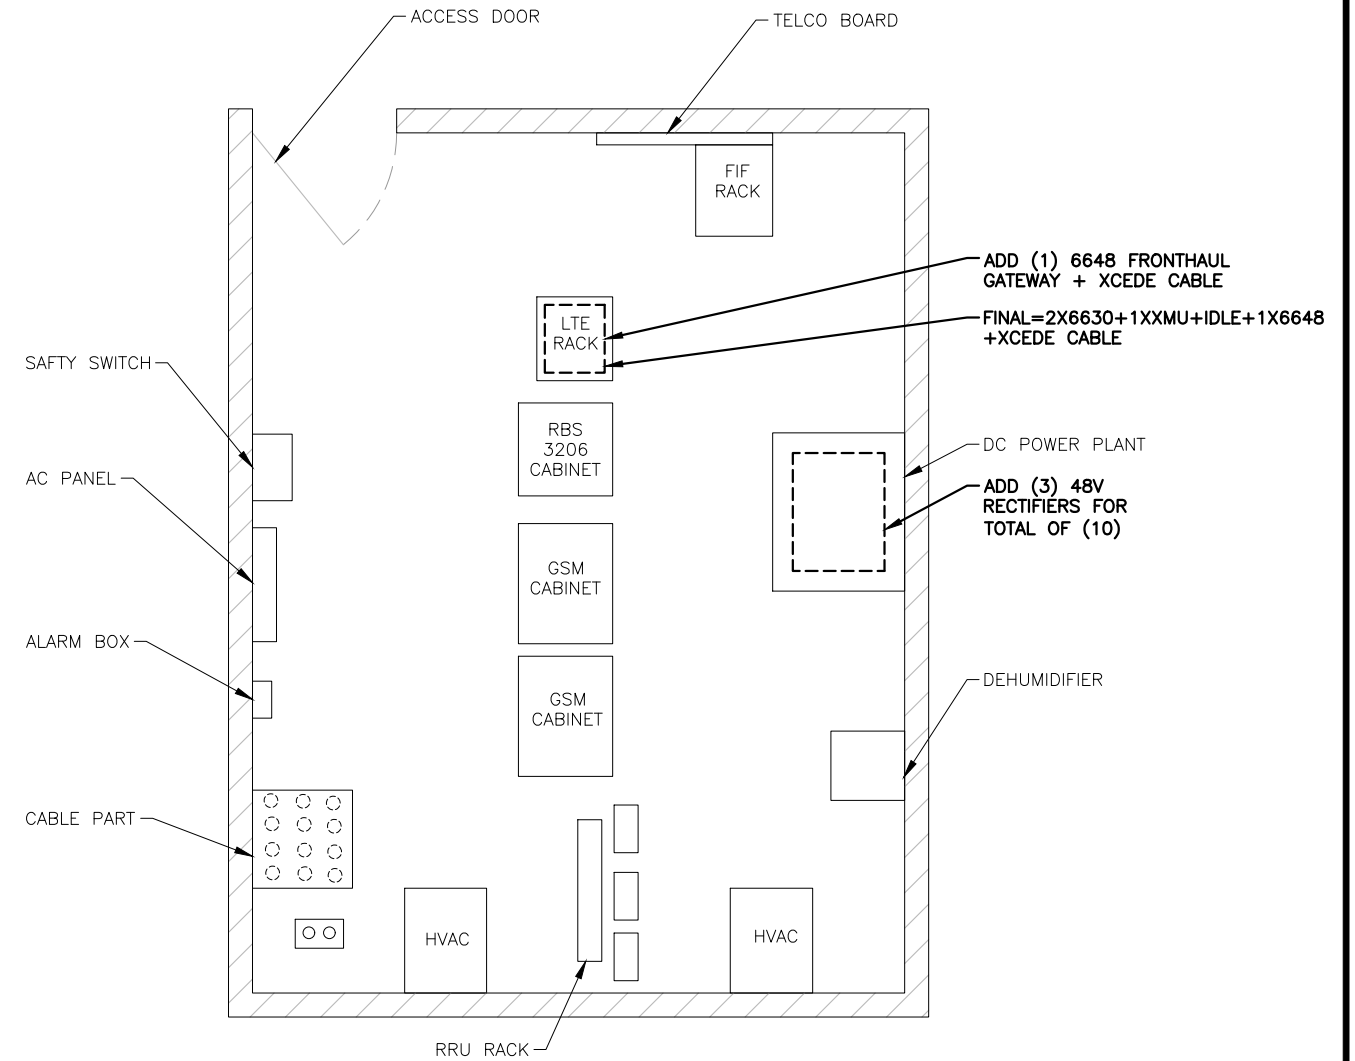 ACCESS DOOR
TELCO BOARD
FIF
RACK
ADD (1) 6648 FRONTHAUL
GATEWAY + XCEDE CABLE
FINAL=2X6630+1XXMU+IDLE+1X6648
+XCEDE CABLE
LTE
RACK
SAFTY SWITCH
RBS
3206
CABINET
DC POWER PLANT
AC PANEL
ADD (3) 48V
RECTIFIERS FOR
TOTAL OF (10)
GSM
CABINET
ALARM BOX
GSM
CABINET
DEHUMIDIFIER
CABLE PART
HVAC
HVAC
RRU RACK